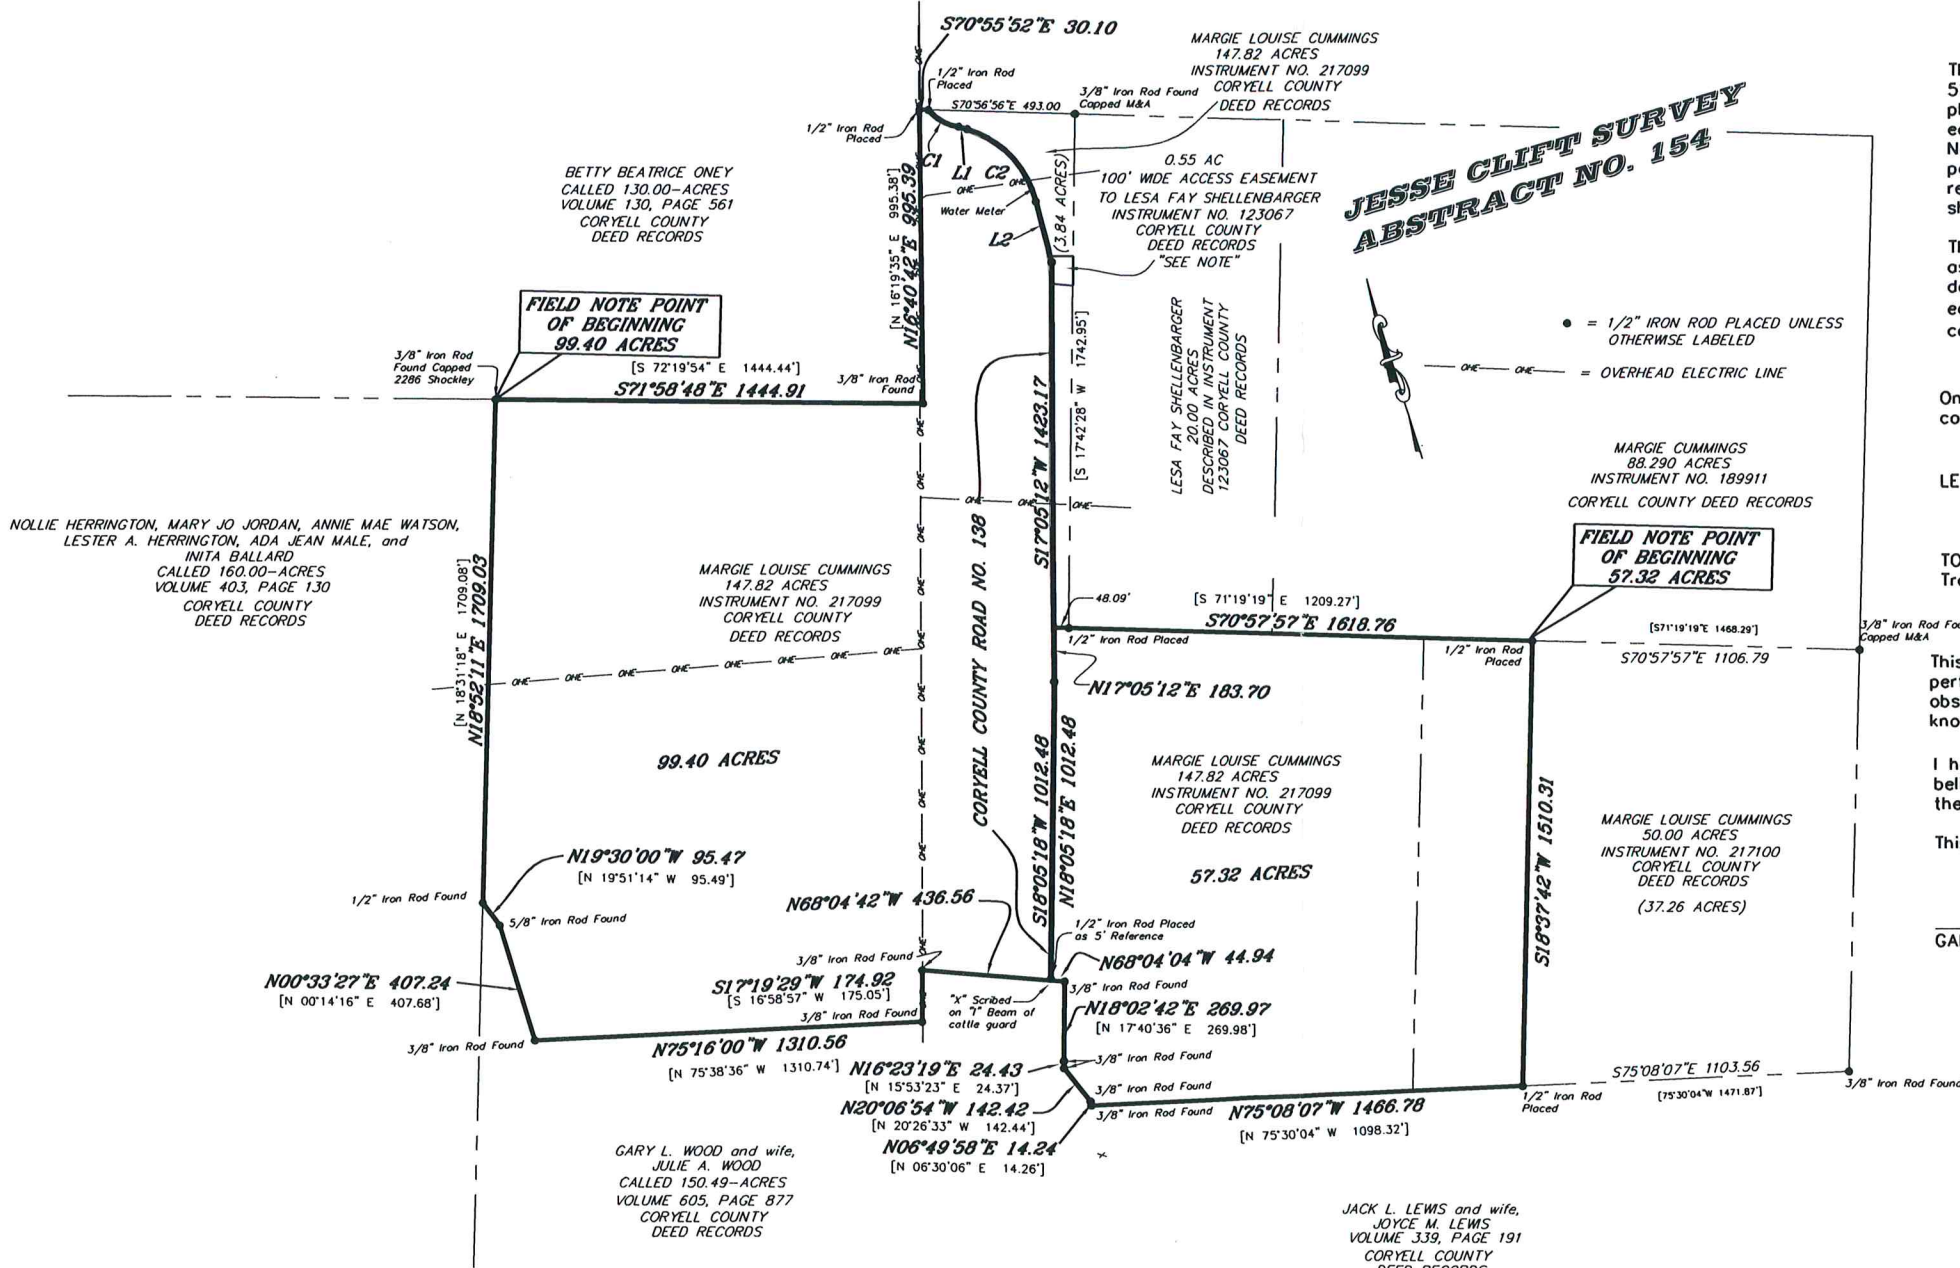 S70°55'52"E 30.10
1/2" Iron Rod
Placed
S70°56'56"E 493.00
3/8" Iron Rod Found
Capped M&A
MARGIE LOUISE CUMMINGS
147.82 ACRES
INSTRUMENT NO. 217099
CORYELL COUNTY
DEED RECORDS
1/2" Iron Rod
Placed
C1
L1
C2
L2
Water Meter
OHE
OHE
(3.84 ACRES)
0.55 AC
100' WIDE ACCESS EASEMENT
TO LESA FAY SHELLENBARGER
INSTRUMENT NO. 123067
CORYELL COUNTY
DEED RECORDS
"SEE NOTE"
JESSE CLIFT SURVEY
ABSTRACT NO. 154
BETTY BEATRICE ONEY
CALLED 130.00-ACRES
VOLUME 130, PAGE 561
CORYELL COUNTY
DEED RECORDS
[N 16°19'35" E 995.38']
N16°40'42"E 995.39
FIELD NOTE POINT
OF BEGINNING
99.40 ACRES
3/8" Iron Rod
Found Capped
2286 Shockley
[S 72°19'54" E 1444.44']
S71°58'48"E 1444.91
3/8" Iron Rod
Found
= 1/2" IRON ROD PLACED UNLESS
OTHERWISE LABELED
OHE OHE = OVERHEAD ELECTRIC LINE
S17°05'12"W 1423.17
[S 17°42'28" W 1742.95']
LESA FAY SHELLENBARGER
20.00 ACRES
DESCRIBED IN INSTRUMENT
123067 CORYELL COUNTY
DEED RECORDS
MARGIE CUMMINGS
88.290 ACRES
INSTRUMENT NO. 189911
CORYELL COUNTY DEED RECORDS
FIELD NOTE POINT
OF BEGINNING
57.32 ACRES
NOLLIE HERRINGTON, MARY JO JORDAN, ANNIE MAE WATSON,
LESTER A. HERRINGTON, ADA JEAN MALE, and
INITA BALLARD
CALLED 160.00-ACRES
VOLUME 403, PAGE 130
CORYELL COUNTY
DEED RECORDS
[N 18°31'18" E 1709.08']
N18°52'11"E 1709.03
MARGIE LOUISE CUMMINGS
147.82 ACRES
INSTRUMENT NO. 217099
CORYELL COUNTY
DEED RECORDS
OHE OHE OHE OHE OHE OHE OHE
99.40 ACRES
CORYELL COUNTY ROAD NO. 138
48.09'
[S 71°19'19" E 1209.27']
S70°57'57"E 1618.76
1/2" Iron Rod Placed
1/2" Iron Rod
Placed
[S71°19'19"E 1468.29']
S70°57'57"E 1106.79
3/8" Iron Rod
Capped M&A
N17°05'12"E 183.70
S18°05'18"W 1012.48
N18°05'18"E 1012.48
MARGIE LOUISE CUMMINGS
147.82 ACRES
INSTRUMENT NO. 217099
CORYELL COUNTY
DEED RECORDS
57.32 ACRES
S18°37'42"W 1510.31
MARGIE LOUISE CUMMINGS
50.00 ACRES
INSTRUMENT NO. 217100
CORYELL COUNTY
DEED RECORDS
(37.26 ACRES)
N19°30'00"W 95.47
[N 19°51'14" W 95.49']
1/2" Iron Rod Found
5/8" Iron Rod Found
N00°33'27"E 407.24
[N 00°14'16" E 407.68']
3/8" Iron Rod Found
N68°04'42"W 436.56
3/8" Iron Rod Found
S17°19'29"W 174.92
[S 16°58'57" W 175.05']
3/8" Iron Rod Found
N75°16'00"W 1310.56
[N 75°38'36" W 1310.74']
"X" Scribed
on "I" Beam of
cattle guard
1/2" Iron Rod Placed
as 5' Reference
N68°04'04"W 44.94
3/8" Iron Rod Found
N18°02'42"E 269.97
[N 17°40'36" E 269.98']
3/8" Iron Rod Found
N16°23'19"E 24.43
[N 15°53'23" E 24.37']
3/8" Iron Rod Found
N20°06'54"W 142.42
[N 20°26'33" W 142.44']
3/8" Iron Rod Found
N06°49'58"E 14.24
[N 06°30'06" E 14.26']
N75°08'07"W 1466.78
[N 75°30'04" W 1098.32']
1/2" Iron Rod
Placed
S75°08'07"E 1103.56
[75°30'04"W 1471.87']
3/8" Iron Rod Found
GARY L. WOOD and wife,
JULIE A. WOOD
CALLED 150.49-ACRES
VOLUME 605, PAGE 877
CORYELL COUNTY
DEED RECORDS
JACK L. LEWIS and wife,
JOYCE M. LEWIS
VOLUME 339, PAGE 191
CORYELL COUNTY
DEED RECORDS
On
LE
TO
This
I h
the